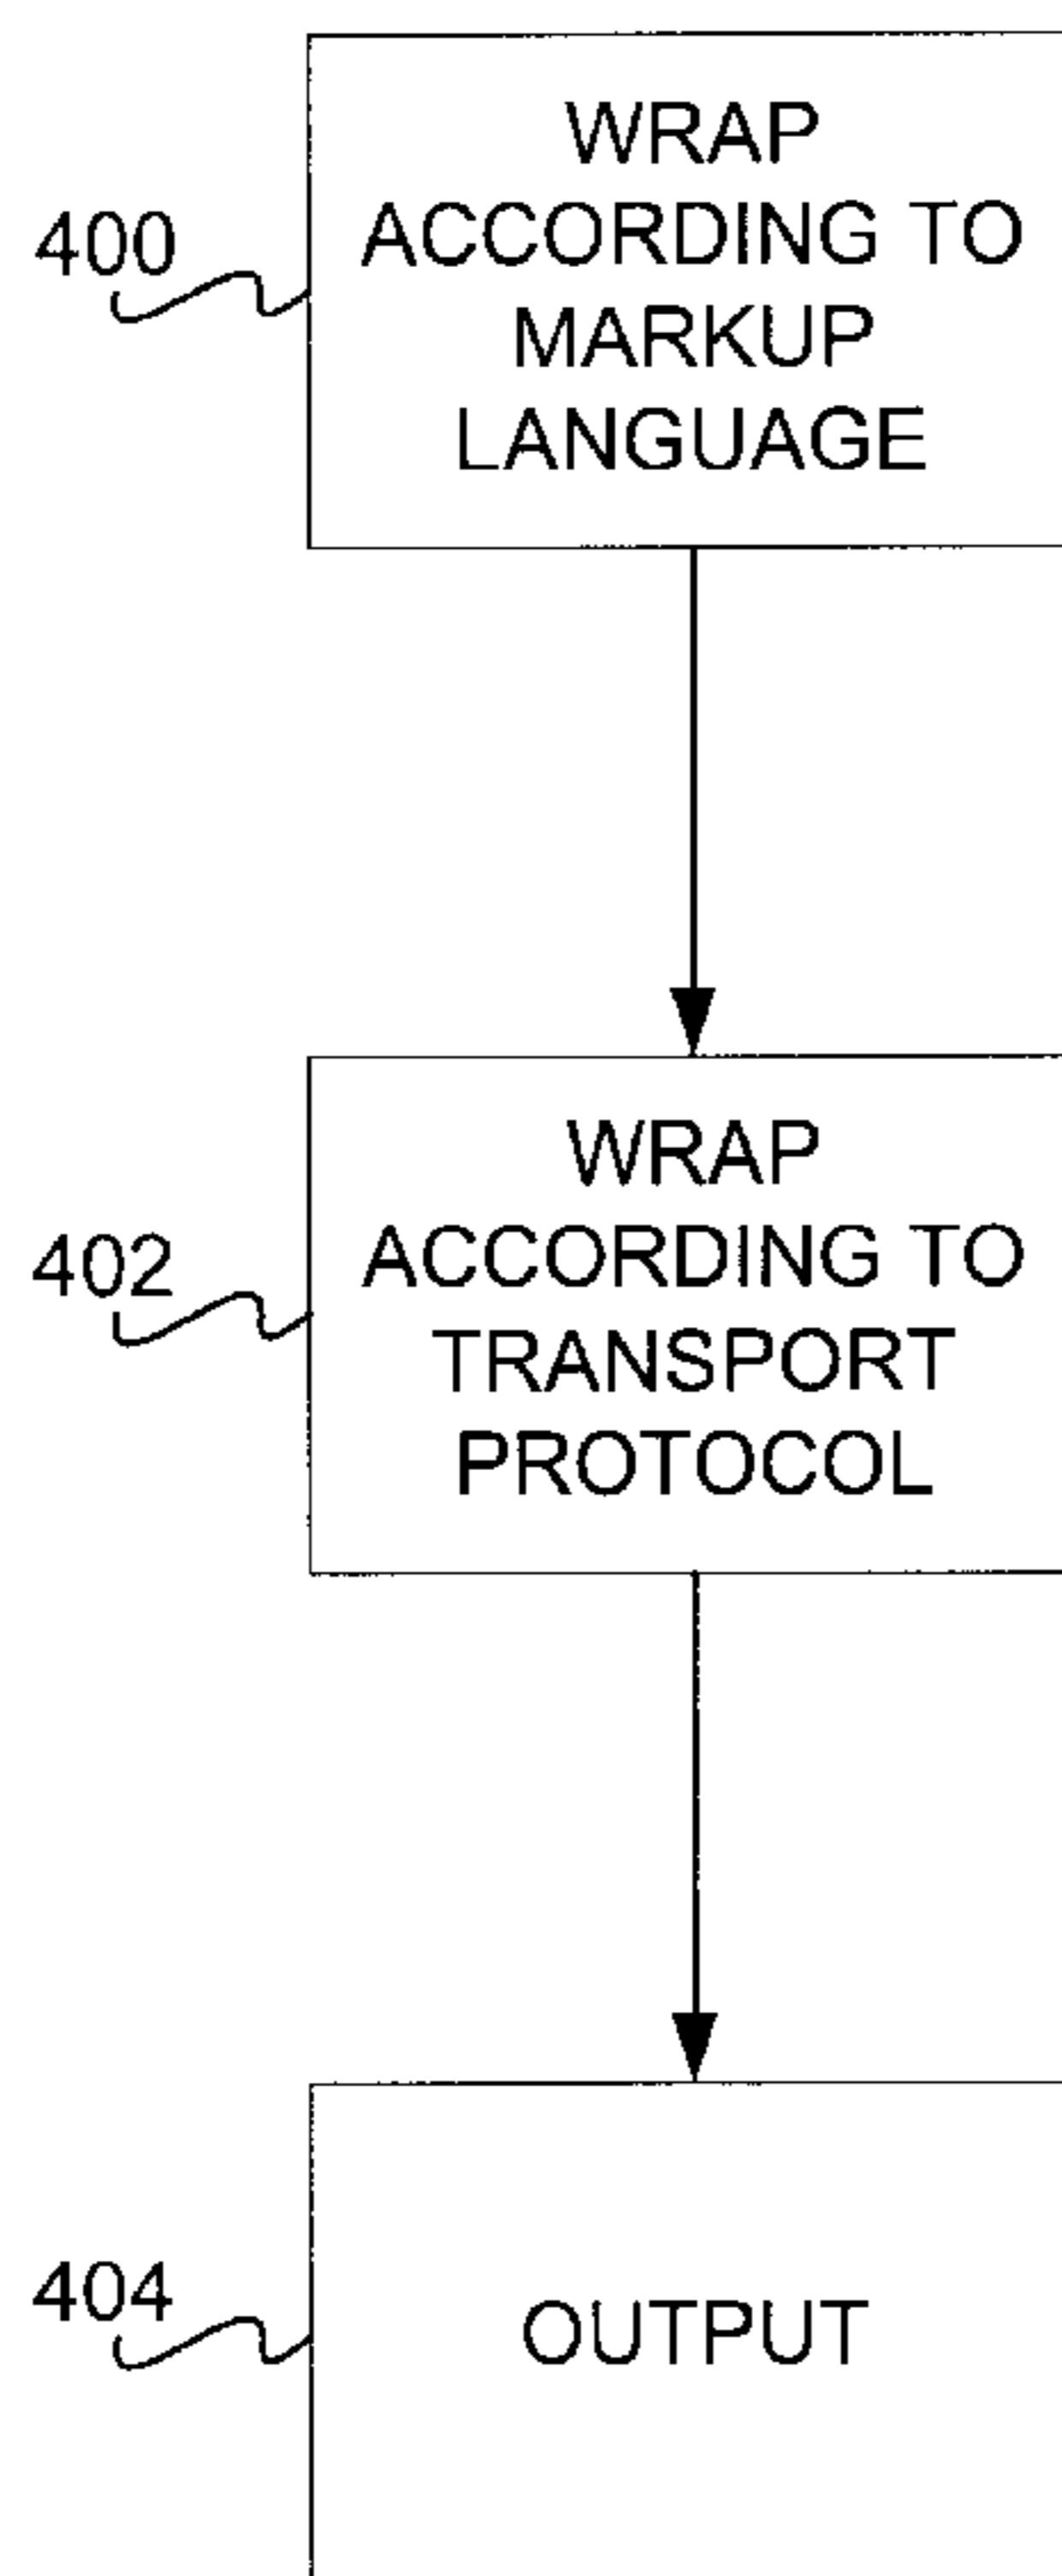 WRAP
ACCORDING TO
MARKUP
LANGUAGE
400
WRAP
ACCORDING TO
TRANSPORT
PROTOCOL
402
OUTPUT
404